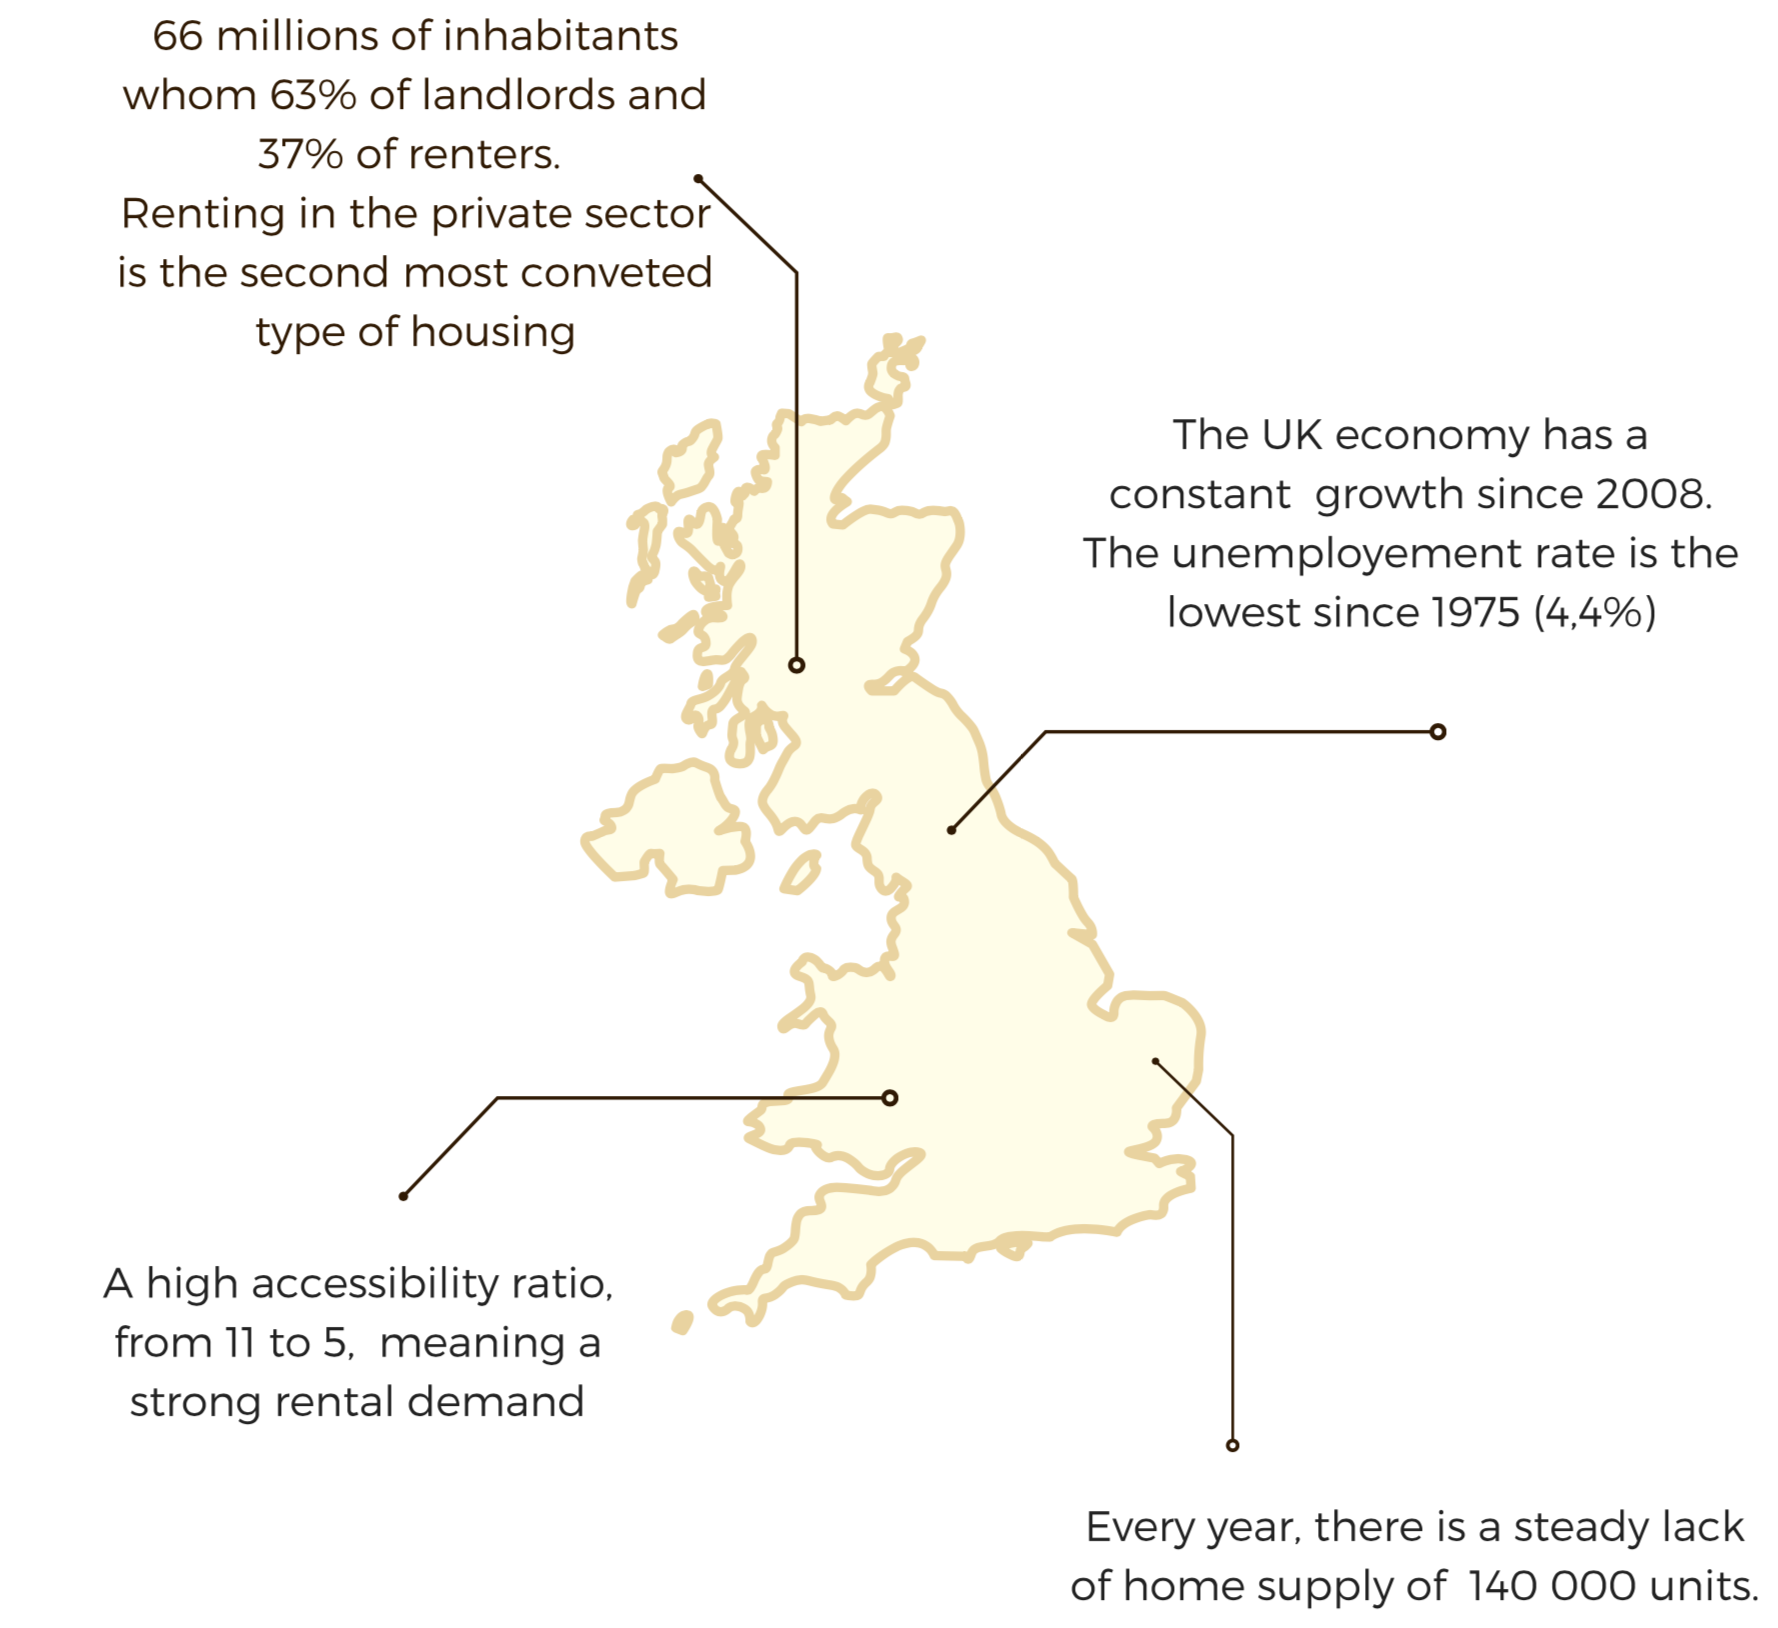 66 millions of inhabitants
whom 63% of landlords and
37% of renters.
Renting in the private sector
is the second most conveted
type of housing
The UK economy has a
constant growth since 2008.
The unemployement rate is the
lowest since 1975 (4,4%)
A high accessibility ratio,
from 11 to 5, meaning a
strong rental demand
Every year, there is a steady lack
of home supply of 140 000 units.